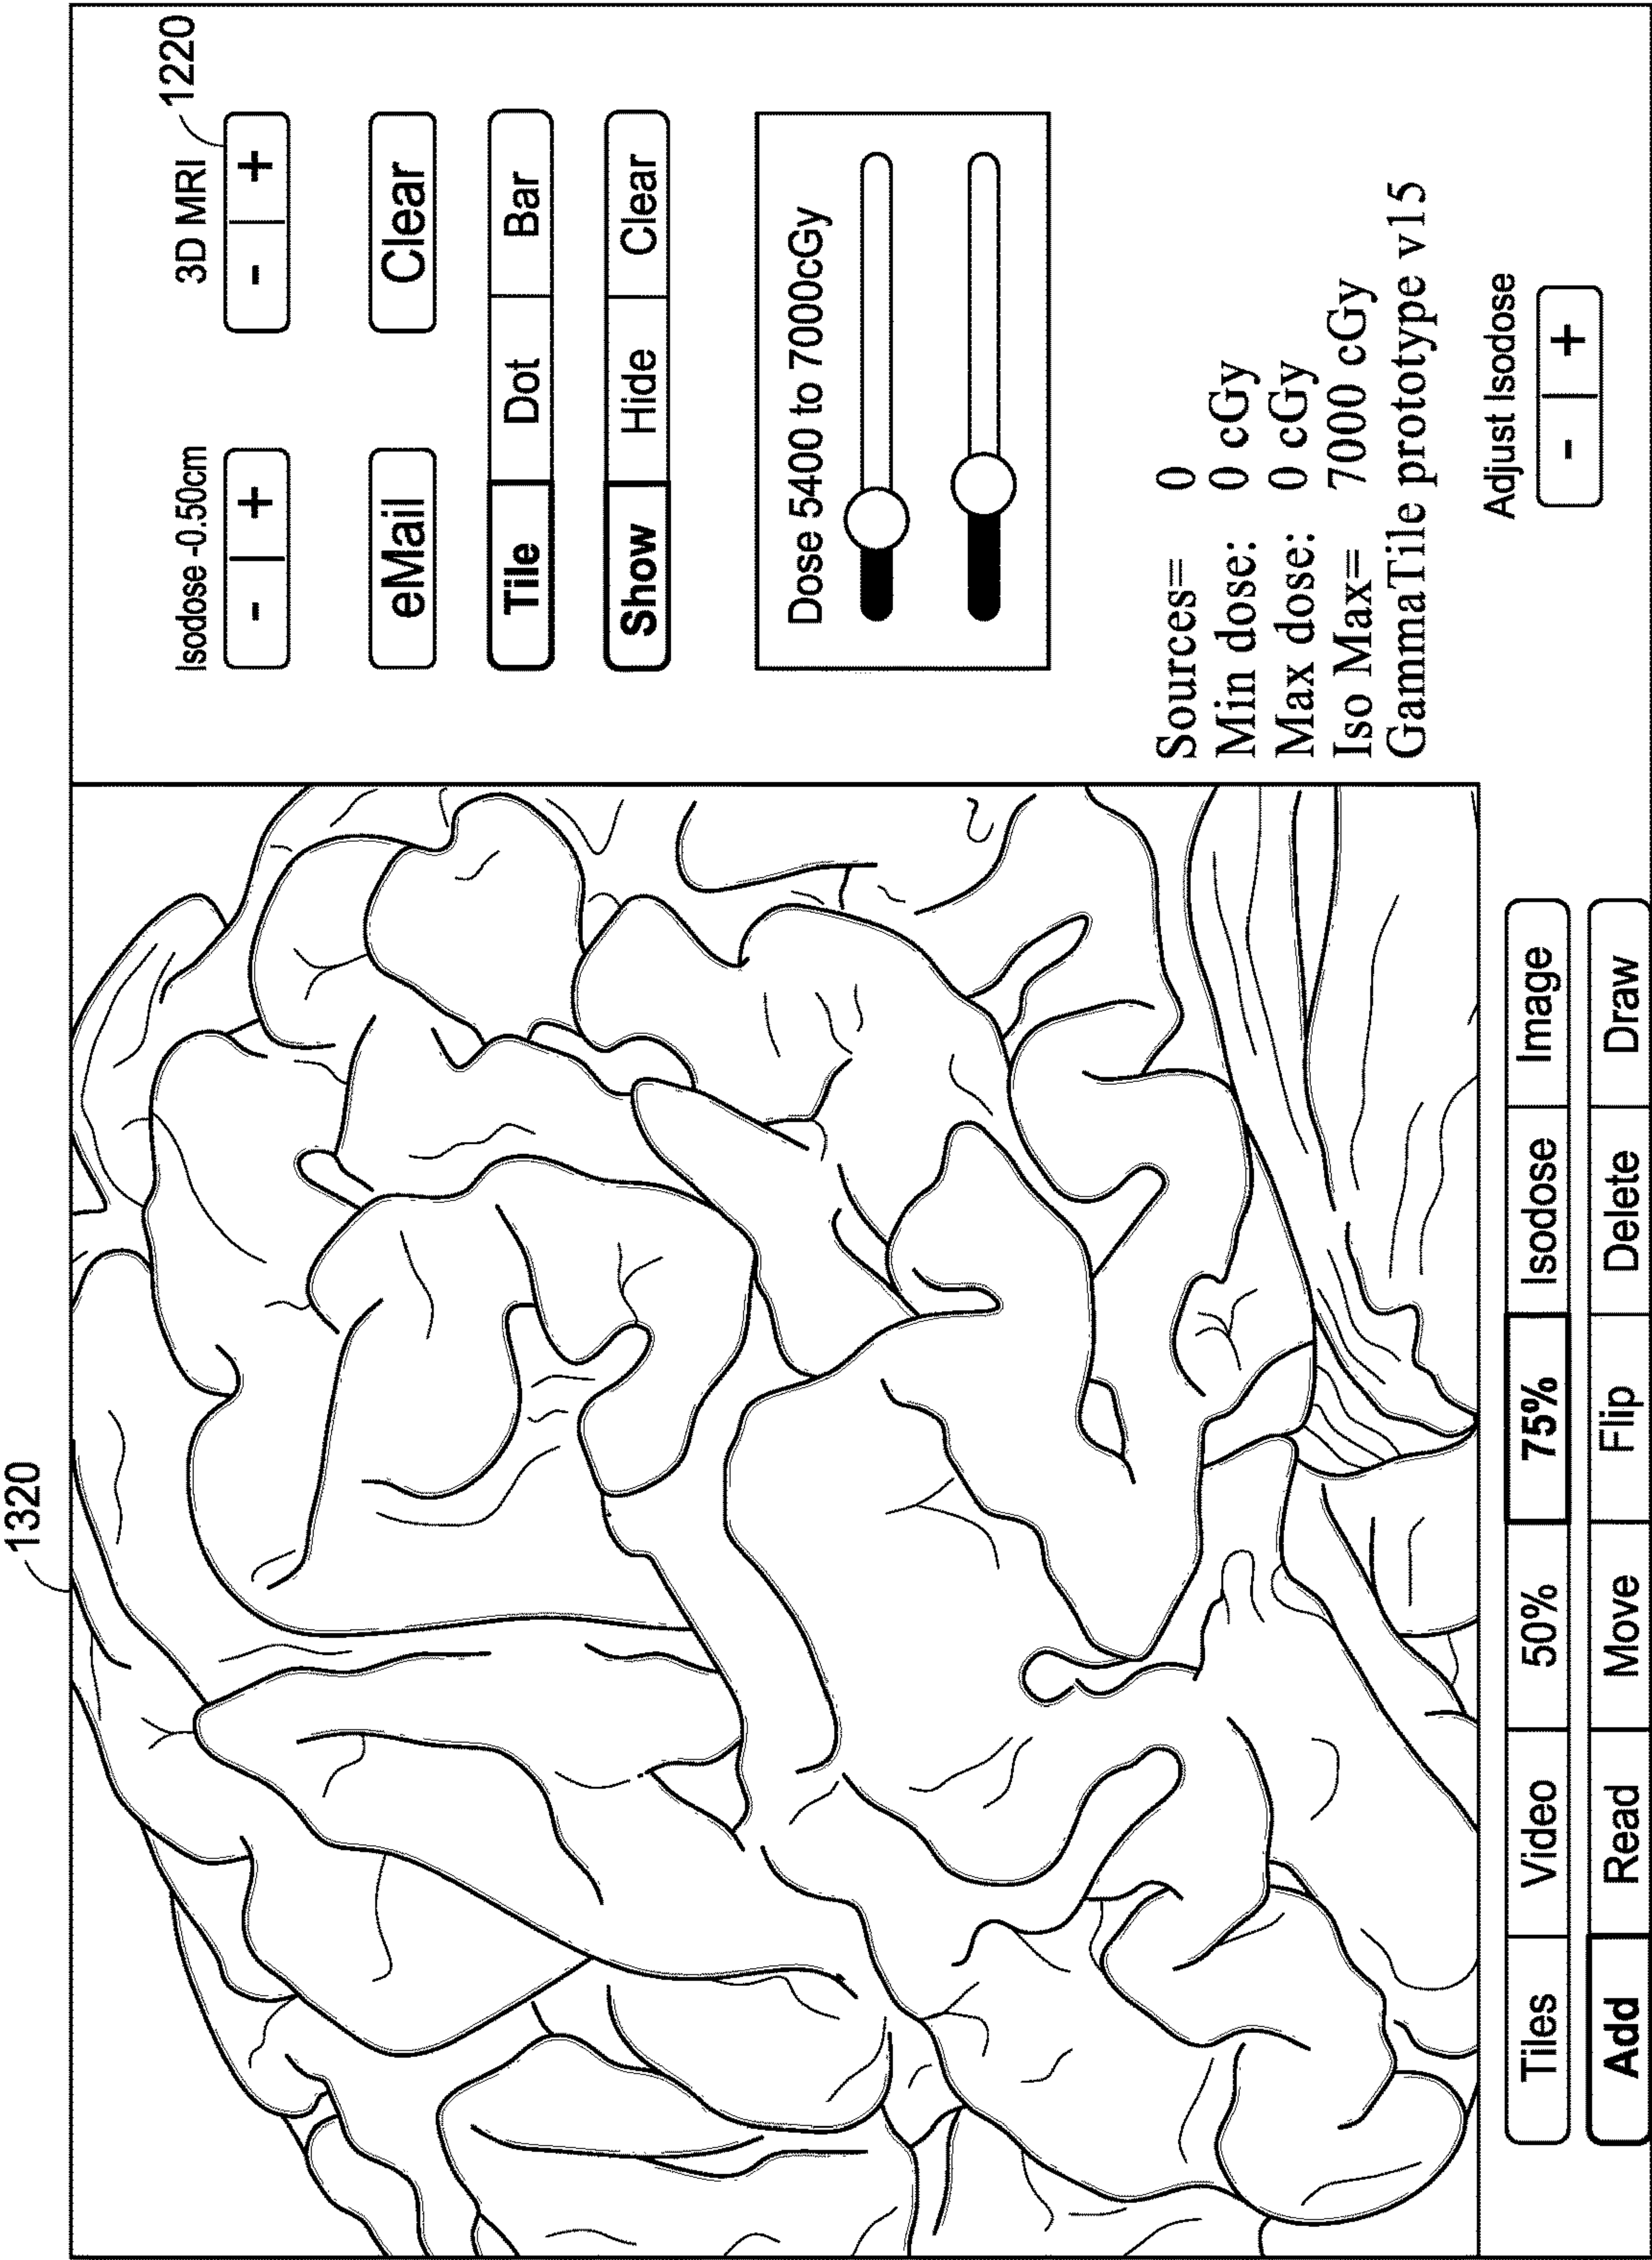 1320
Isodose -0.50cm
3D MRI
1220
- +
- +
eMail
Clear
Tile Dot Bar
Show Hide Clear
Dose 5400 to 7000cGy
Sources= 0
Min dose: 0 cGy
Max dose: 0 cGy
Iso Max= 7000 cGy
GammaTile prototype v15
Adjust Isodose
- +
Tiles Video 50% 75% Isodose Image
Add Read Move Flip Delete Draw